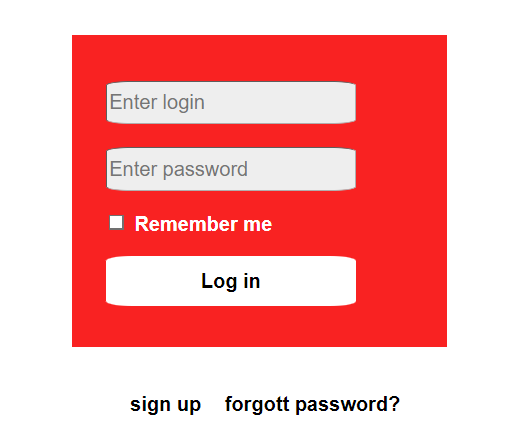 Enter login
Enter password
Remember me
Log in
sign up forgott password?